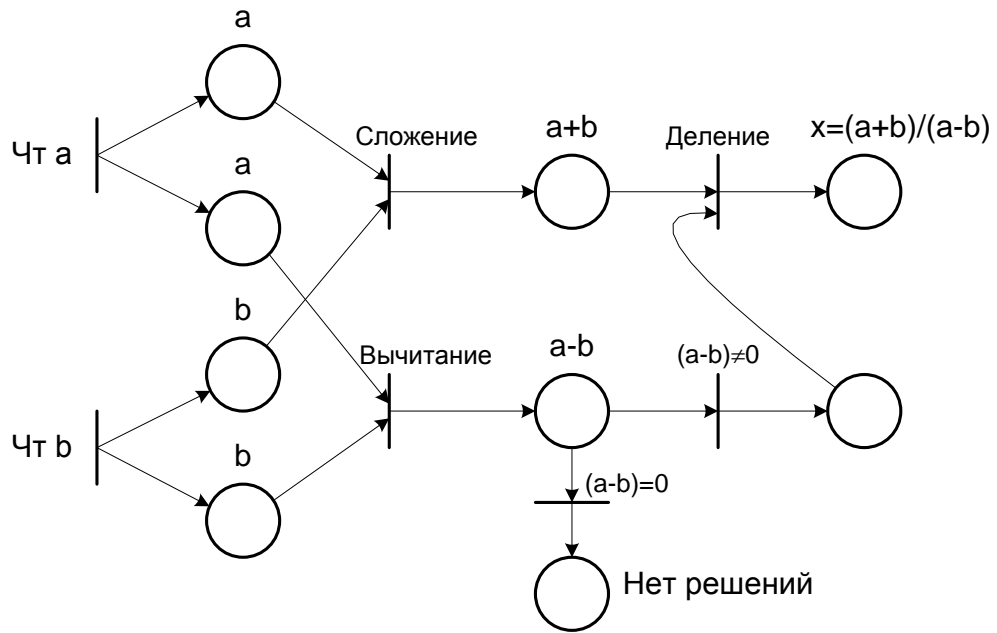 a
Чт a
a
Сложение
a+b
Деление
x=(a+b)/(a-b)
b
Вычитание
a-b
(a-b)≠0
Чт b
b
(a-b)=0
Нет решений